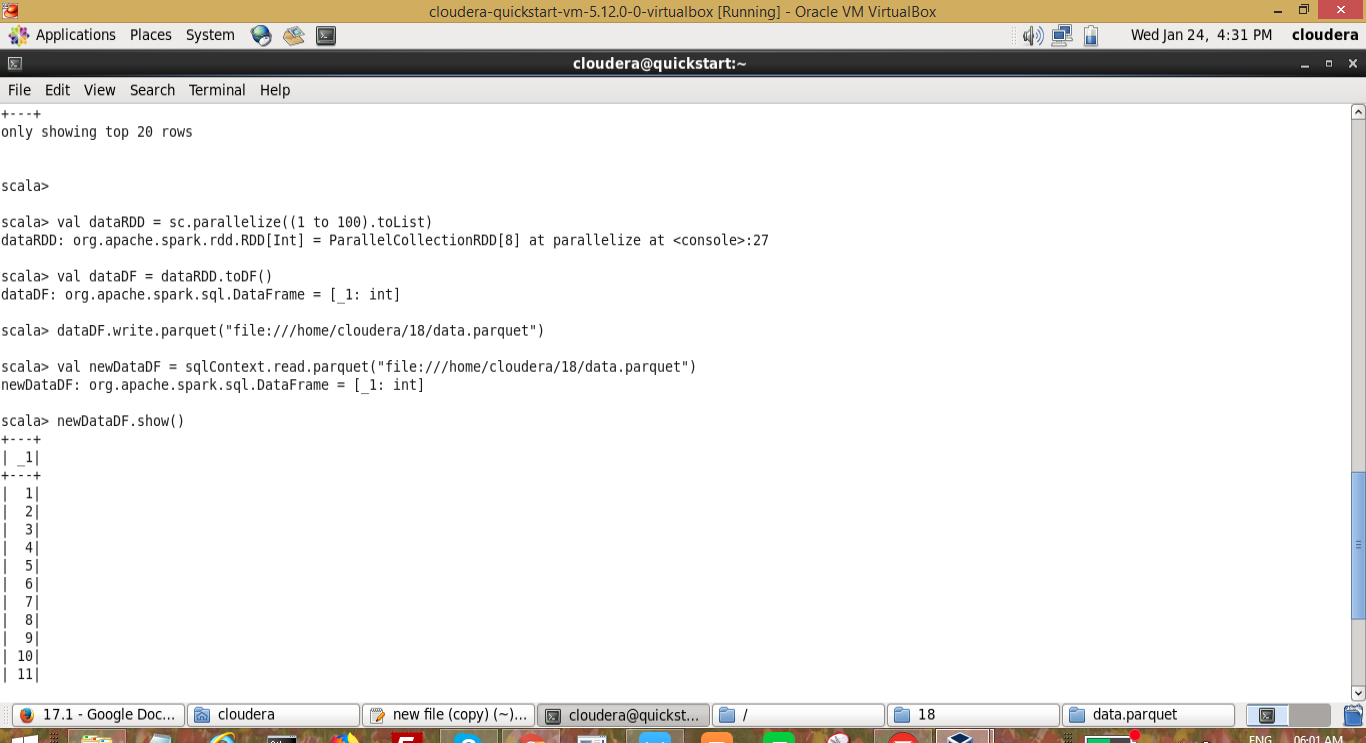 cloudera-quickstart-vm-5.12.0-0-virtualbox [Running] - Oracle VM VirtualBox
Applications Places System Wed Jan 24, 4:31 PM cloudera
cloudera@quickstart:~
File Edit View Search Terminal Help
+---+
only showing top 20 rows
scala>
scala> val dataRDD = sc.parallelize((1 to 100).toList)
dataRDD: org.apache.spark.rdd.RDD[Int] = ParallelCollectionRDD[8] at parallelize at <console>:27
scala> val dataDF = dataRDD.toDF()
dataDF: org.apache.spark.sql.DataFrame = [_1: int]
scala> dataDF.write.parquet("file:///home/cloudera/18/data.parquet")
scala> val newDataDF = sqlContext.read.parquet("file:///home/cloudera/18/data.parquet")
newDataDF: org.apache.spark.sql.DataFrame = [_1: int]
scala> newDataDF.show()
+---+
| _1|
+---+
|  1|
|  2|
|  3|
|  4|
|  5|
|  6|
|  7|
|  8|
|  9|
| 10|
| 11|
17.1 - Google Doc... cloudera new file (copy) (~)... cloudera@quickst... / 18 data.parquet
ENG 06:01 AM